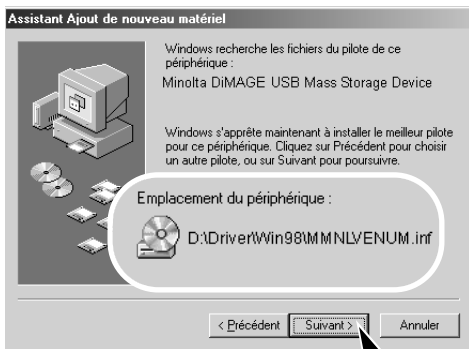 Assistant Ajout de nouveau matériel
Windows recherche les fichiers du pilote de ce
périphérique :
Minolta DiMAGE USB Mass Storage Device
Windows s'apprête maintenant à installer le meilleur pilote
pour ce périphérique. Cliquez sur Précédent pour choisir
un autre pilote, ou sur Suivant pour poursuivre.
Emplacement du périphérique :
D:\Driver\Win98\MMNLVENUM.inf
< Précédent Suivant > Annuler